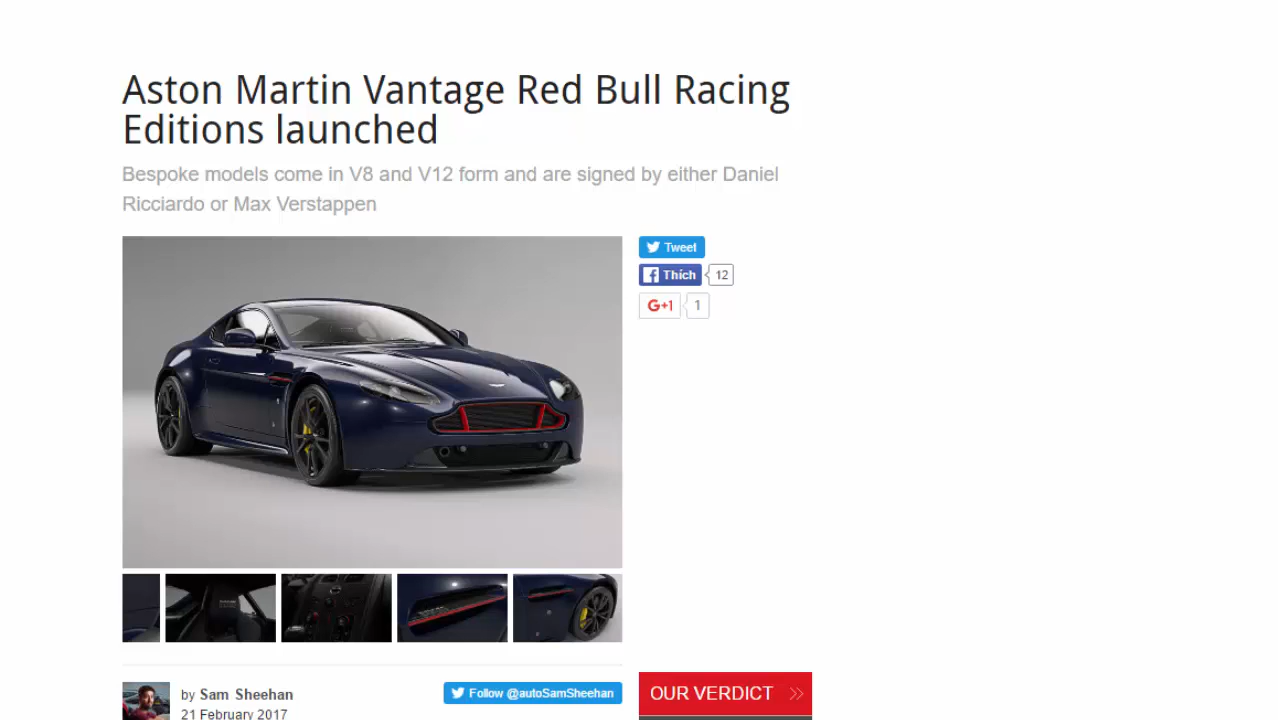 Aston Martin Vantage Red Bull Racing
Editions launched
Bespoke models come in V8 and V12 form and are signed by either Daniel
Ricciardo or Max Verstappen
Tweet
Thích 12
G+1 1
by Sam Sheehan
Follow @autoSamSheehan
OUR VERDICT
21 February 2017